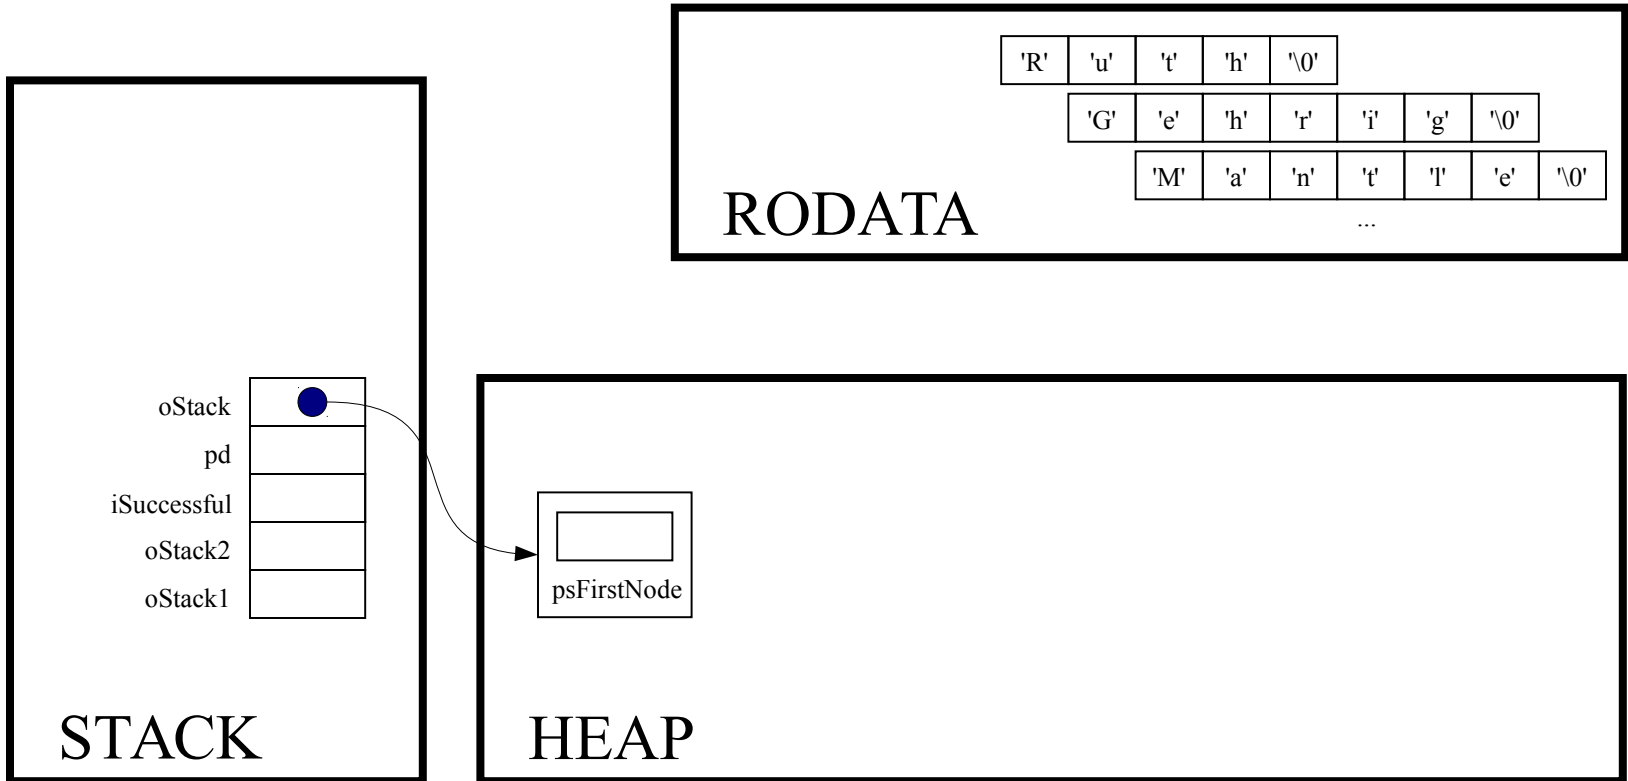 'R' 'u' 't' 'h' '\0'
'G' 'e' 'h' 'r' 'i' 'g' '\0'
'M' 'a' 'n' 't' 'l' 'e' '\0'
...
RODATA
oStack
pd
iSuccessful
oStack2
oStack1
STACK
psFirstNode
HEAP